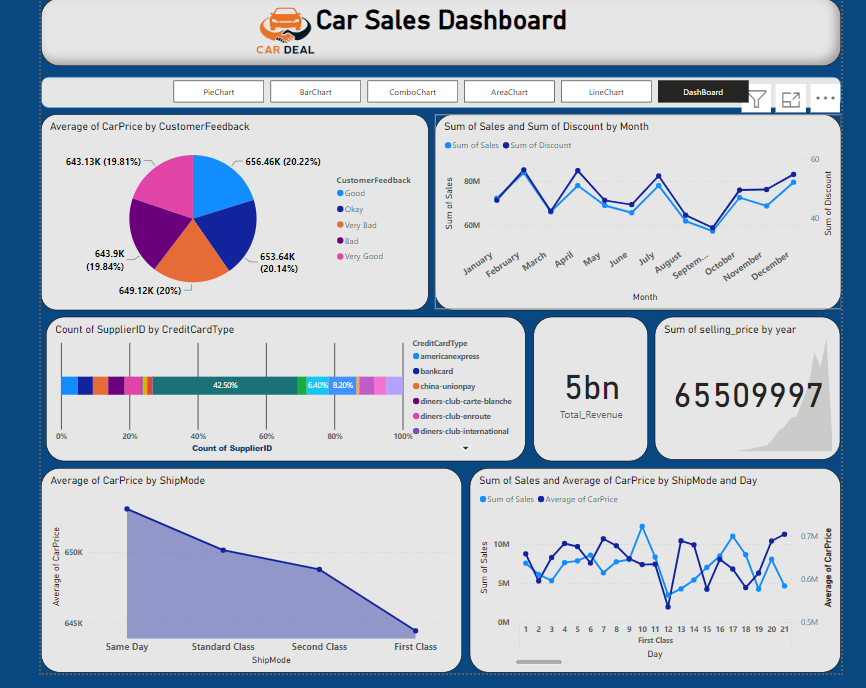 Car Sales Dashboard
CAR DEAL
PieChart
BarChart
ComboChart
AreaChart
LineChart
DashBoard
Average of CarPrice by CustomerFeedback
643.13K (19.81%)
656.46K (20.22%)
643.9K
(19.84%)
653.64K
(20.14%)
649.12K (20%)
CustomerFeedback
Good
Okay
Very Bad
Bad
Very Good
Sum of Sales and Sum of Discount by Month
Sum of Sales
Sum of Discount
Sum of Sales
80M
60M
60
40
Sum of Discount
January
February
March
April
May
June
July
August
Septem...
October
November
December
Month
Count of SupplierID by CreditCardType
42.50%
6.40%
8.20%
0%
20%
40%
60%
80%
100%
Count of SupplierID
CreditCardType
americanexpress
bankcard
china-unionpay
diners-club-carte-blanche
diners-club-enroute
diners-club-international
5bn
Total_Revenue
Sum of selling_price by year
65509997
Average of CarPrice by ShipMode
Average of CarPrice
650K
645K
Same Day
Standard Class
Second Class
First Class
ShipMode
Sum of Sales and Average of CarPrice by ShipMode and Day
Sum of Sales
Average of CarPrice
Sum of Sales
10M
5M
0M
0.7M
0.6M
0.5M
Average of CarPrice
1 2 3 4 5 6 7 8 9 10 11 12 13 14 15 16 17 18 19 20 21
First Class
Day